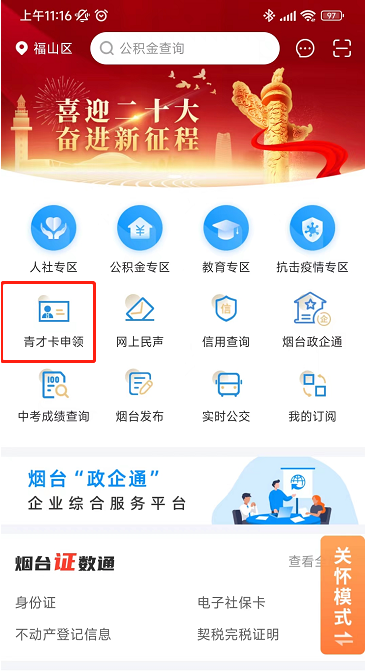 上午11:16
97
福山区
公积金查询
喜迎二十大
奋进新征程
人社专区
公积金专区
教育专区
抗击疫情专区
青才卡申领
网上民声
信
信用查询
企
烟台政企通
100
中考成绩查询
烟台发布
实时公交
我的订阅
烟台“政企通”
企业综合服务平台
烟台证数通
查看全
身份证
电子社保卡
不动产登记信息
契税完税证明
关怀模式